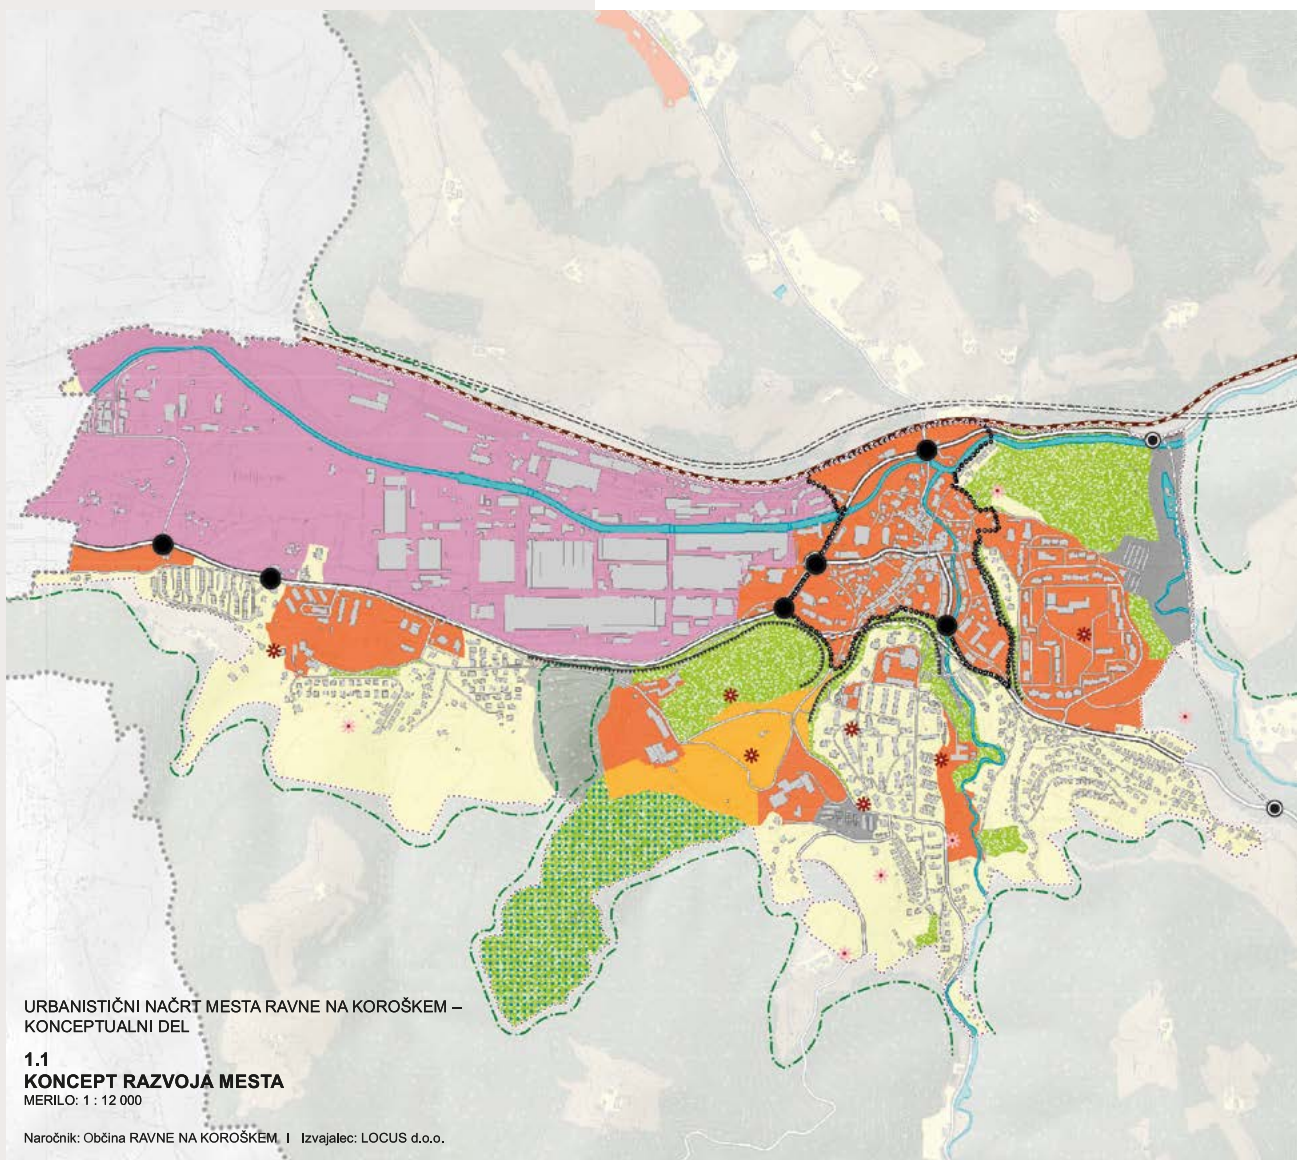 URBANISTIČNI NAČRT MESTA RAVNE NA KOROŠKEM –
KONCEPTUALNI DEL
1.1
KONCEPT RAZVOJA MESTA
MERILO: 1 : 12 000
Naročnik: Občina RAVNE NA KOROŠKEM I Izvajalec: LOCUS d.o.o.